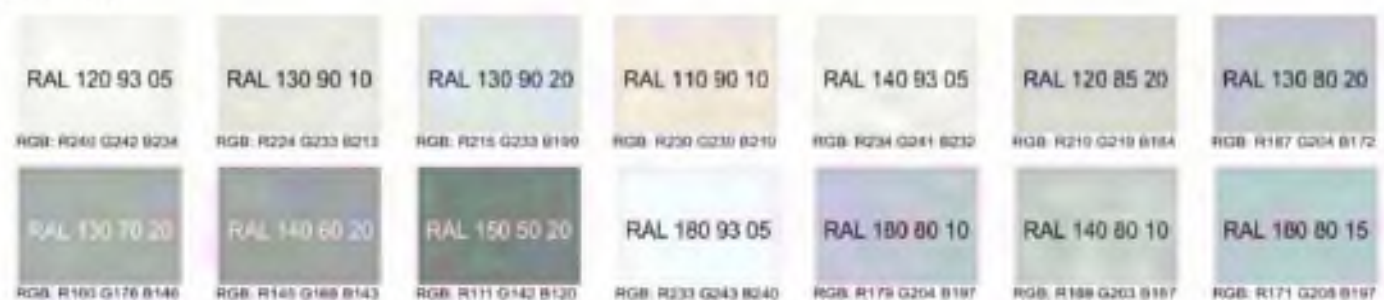 RAL 120 93 05
RAL 130 90 10
RAL 130 90 20
RAL 110 90 10
RAL 140 93 05
RAL 120 85 20
RAL 130 80 20
RGB: G242 B234
RGB: R224 G233 B213
RGB: R215 G233 B199
RGB: R230 G230 B210
RGB: R234 G241 B232
RGB: R210 G219 B184
RGB: R187 G204 B172
RAL 130 70 20
RAL 140 60 20
RAL 150 50 20
RAL 180 93 05
RAL 180 80 10
RAL 140 80 10
RAL 180 80 15
RGB: R160 G176 B146
RGB: B143
RGB: R111 G142 B120
RGB: R233 G243 B240
RGB: R179 G204 B197
RGB: G203
RGB: R171 G208 B197